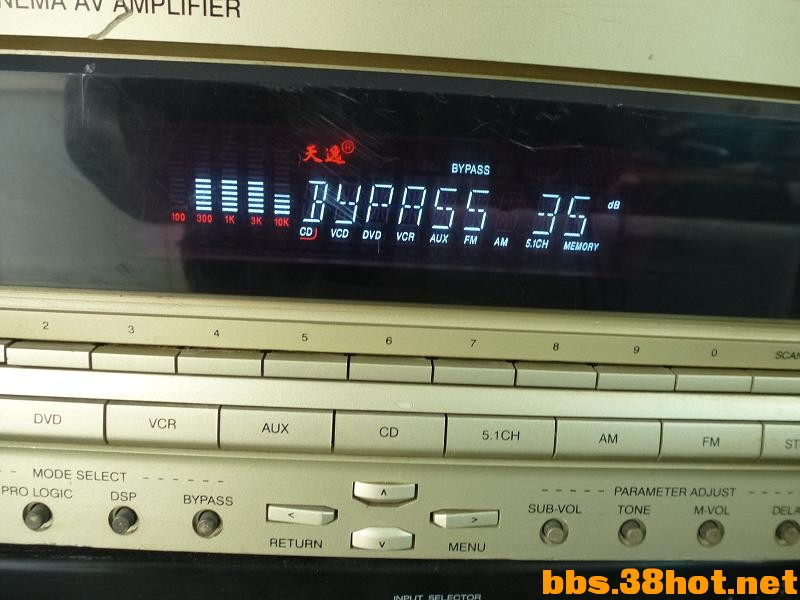 CINEMA AV AMPLIFIER
天逸®
BYPASS
BYPASS 35 dB
100 300 1K 3K 10K
CD VCD DVD VCR AUX FM AM 5.1CH MEMORY
2 3 4 5 6 7 8 9 0 SCAN
DVD VCR AUX CD 5.1CH AM FM ST
MODE SELECT
PARAMETER ADJUST
PRO LOGIC DSP BYPASS
SUB-VOL TONE M-VOL DELA
RETURN MENU
INPUT SELECTOR
bbs.38hot.net